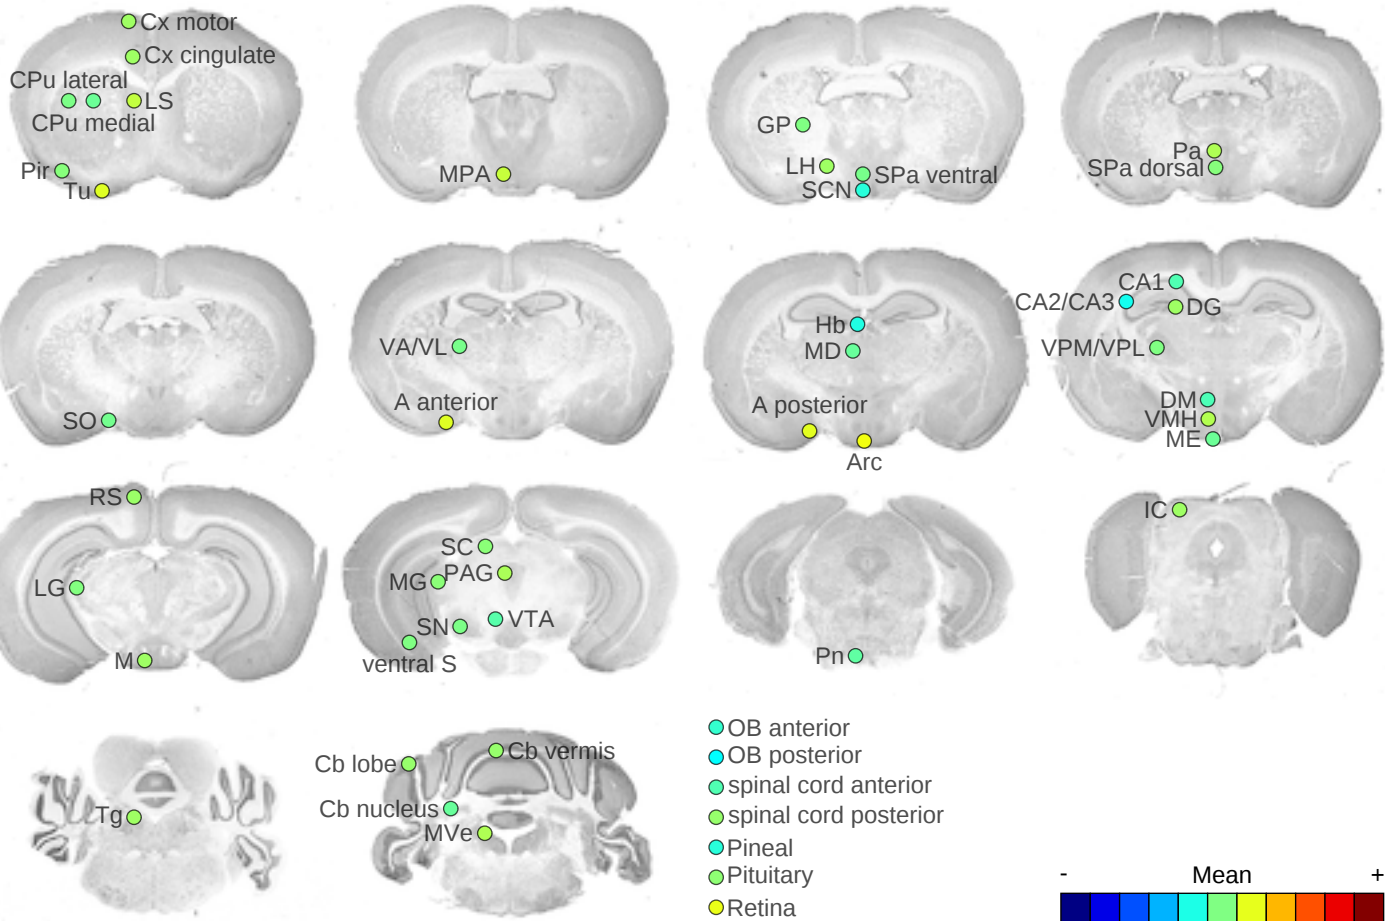 Cx motor
Cx cingulate
CPu lateral
LS
CPu medial
Pir
Tu
MPA
GP
LH
SPa ventral
SCN
Pa
SPa dorsal
SO
VA/VL
A anterior
Hb
MD
A posterior
Arc
CA1
CA2/CA3
DG
VPM/VPL
DM
VMH
ME
RS
LG
M
SC
PAG
MG
VTA
SN
ventral S
Pn
IC
Tg
Cb vermis
Cb lobe
Cb nucleus
MVe
OB anterior
OB posterior
spinal cord anterior
spinal cord posterior
Pineal
Pituitary
Retina
- Mean +